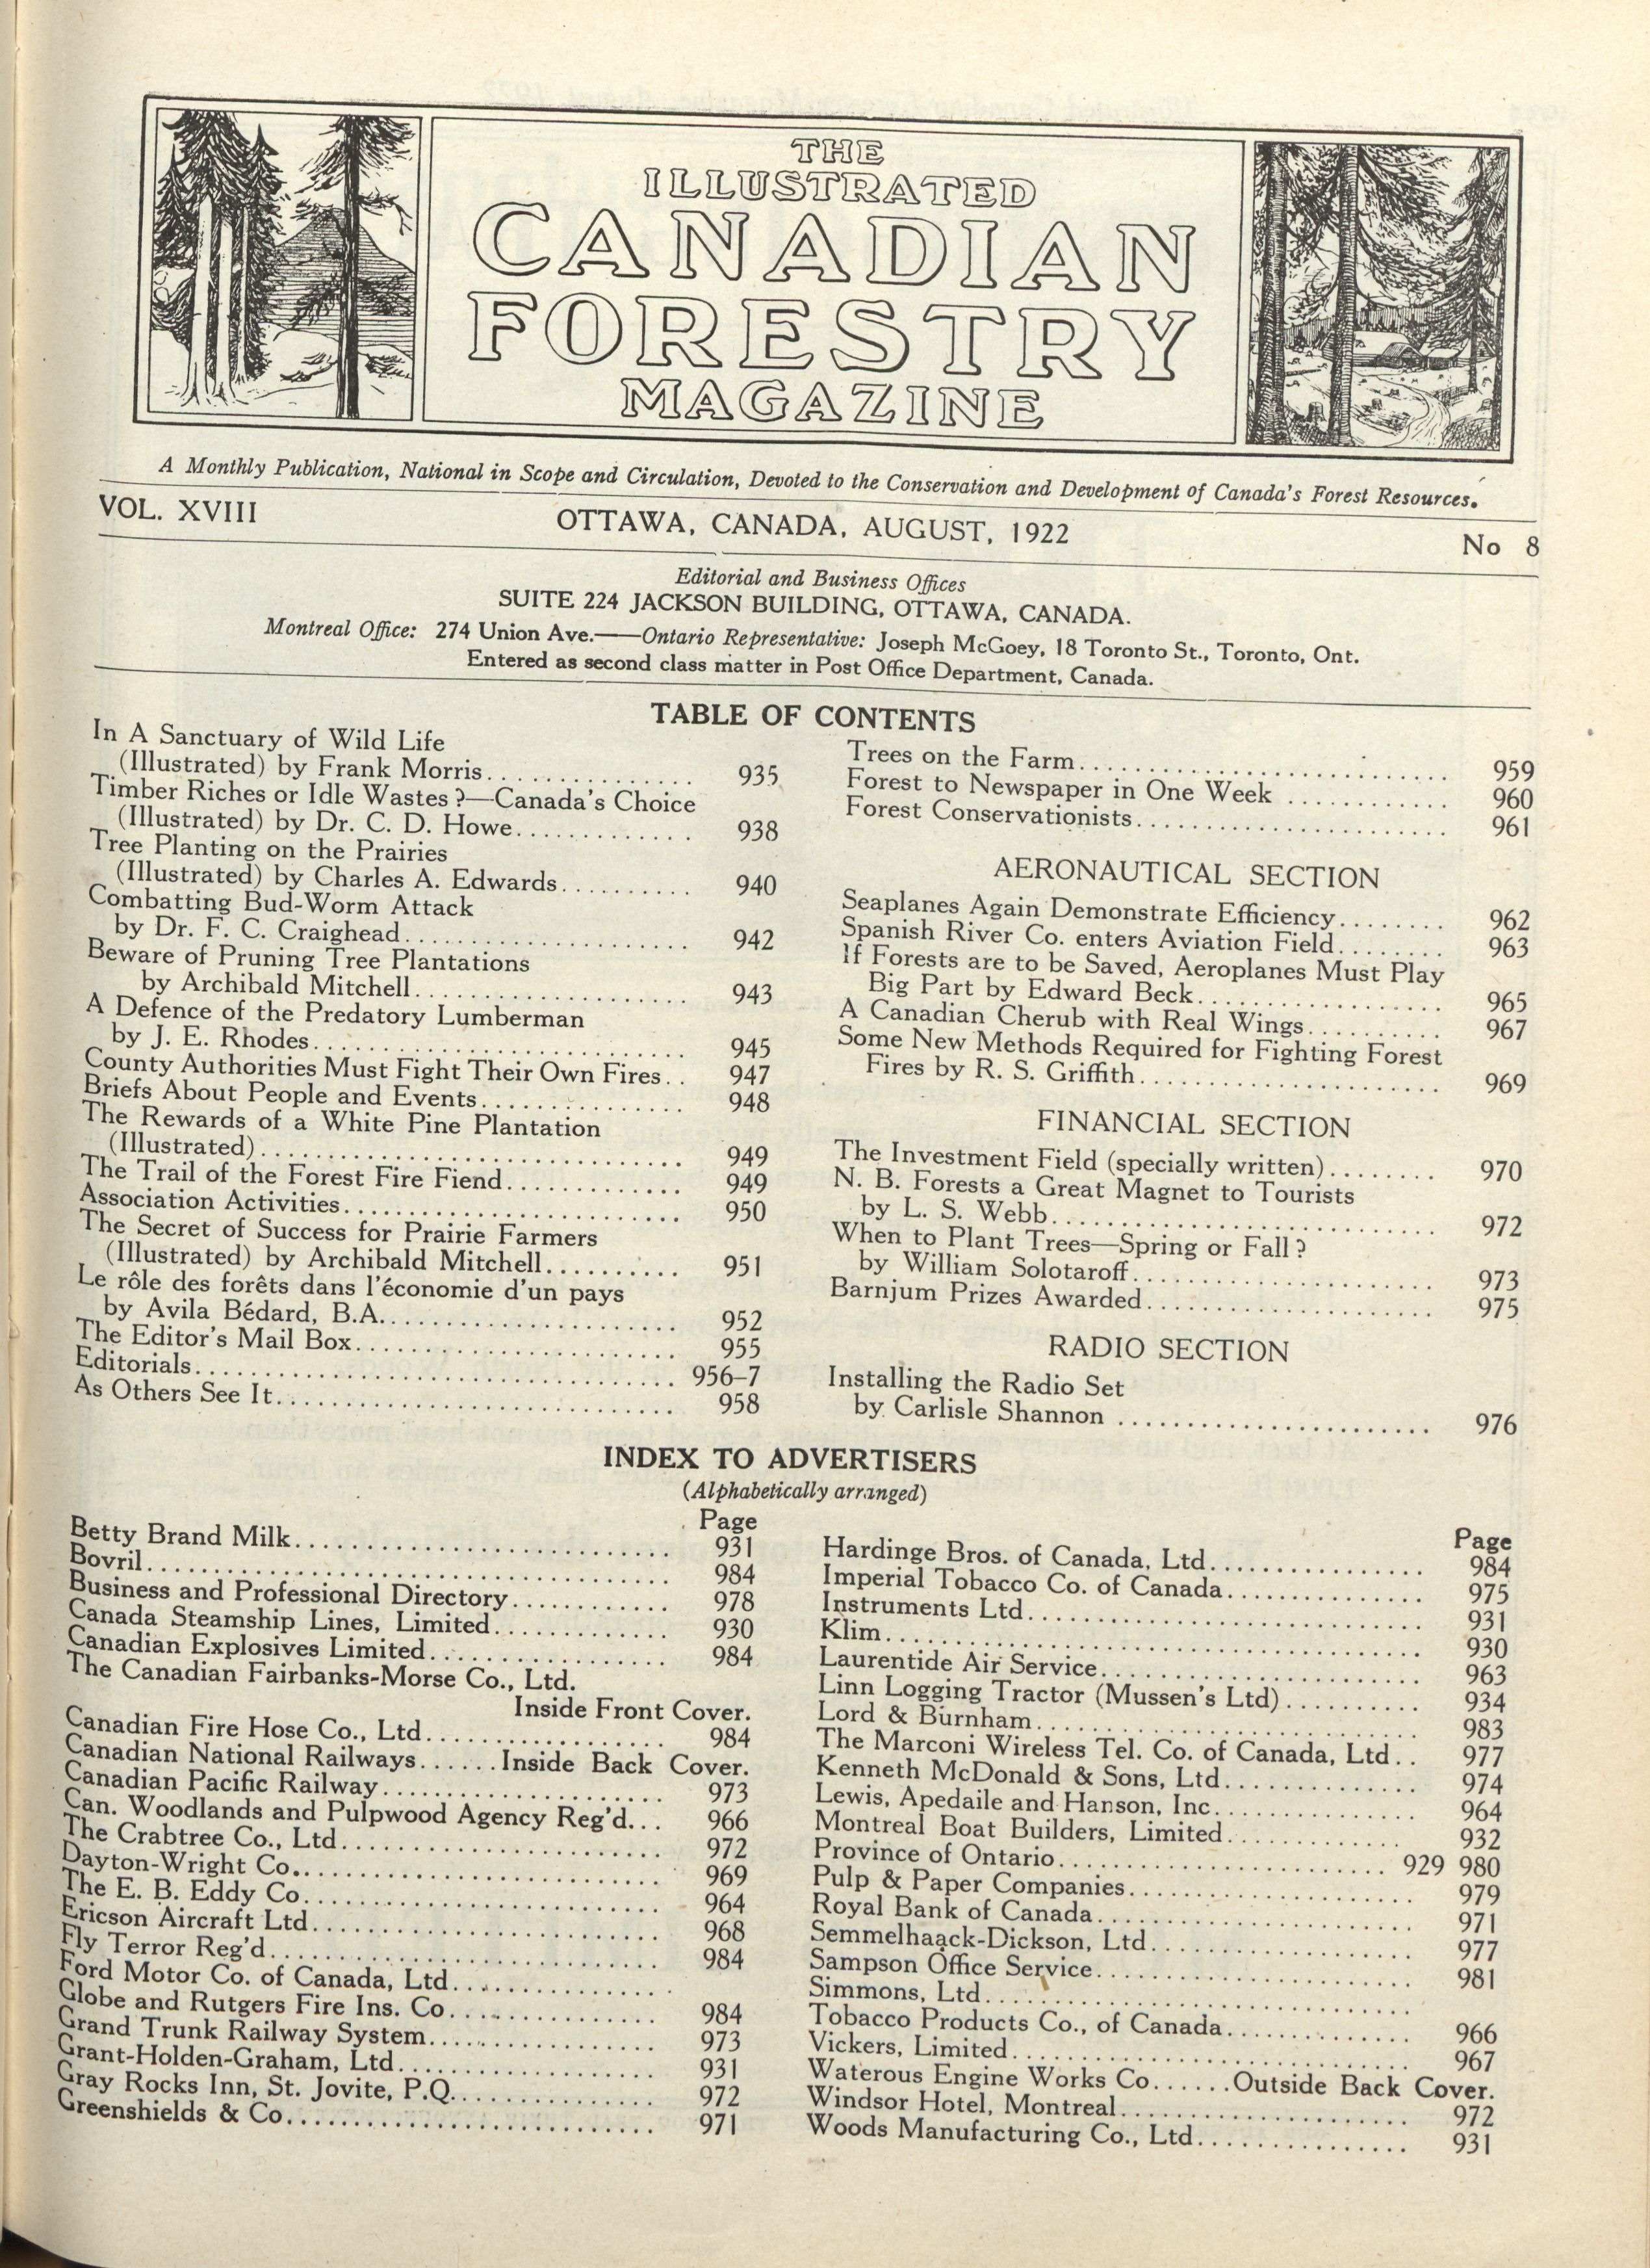 THE
ILLUSTRATED
CANADIAN
FORESTRY
MAGAZINE
A Monthly Publication, National in Scope and Circulation, Devoted to the Conservation and Development of Canada's Forest Resources.
VOL. XVIII OTTAWA, CANADA, AUGUST, 1922 No 8
Editorial and Business Offices
SUITE 224 JACKSON BUILDING, OTTAWA, CANADA.
Montreal Office: 274 Union Ave.——Ontario Representative: Joseph McGoey, 18 Toronto St., Toronto, Ont.
Entered as second class matter in Post Office Department, Canada.
TABLE OF CONTENTS
In A Sanctuary of Wild Life
(Illustrated) by Frank Morris............... 935
Timber Riches or Idle Wastes?—Canada's Choice
(Illustrated) by Dr. C. D. Howe............. 938
Tree Planting on the Prairies
(Illustrated) by Charles A. Edwards.......... 940
Combatting Bud-Worm Attack
by Dr. F. C. Craighead..................... 942
Beware of Pruning Tree Plantations
by Archibald Mitchell.................... 943
A Defence of the Predatory Lumberman
by J. E. Rhodes........................... 945
County Authorities Must Fight Their Own Fires.. 947
Briefs About People and Events............... 948
The Rewards of a White Pine Plantation
(Illustrated)............................... 949
The Trail of the Forest Fire Fiend............. 949
Association Activities......................... 950
The Secret of Success for Prairie Farmers
(Illustrated) by Archibald Mitchell.......... 951
Le rôle des forêts dans l'économie d'un pays
by Avila Bédard, B.A...................... 952
The Editor's Mail Box........................ 955
Editorials................................... 956-7
As Others See It............................. 958
Trees on the Farm........................... 959
Forest to Newspaper in One Week ............ 960
Forest Conservationists....................... 961
AERONAUTICAL SECTION
Seaplanes Again Demonstrate Efficiency........ 962
Spanish River Co. enters Aviation Field........ 963
If Forests are to be Saved, Aeroplanes Must Play
Big Part by Edward Beck.................. 965
A Canadian Cherub with Real Wings.......... 967
Some New Methods Required for Fighting Forest
Fires by R. S. Griffith...................... 969
FINANCIAL SECTION
The Investment Field (specially written)........ 970
N. B. Forests a Great Magnet to Tourists
by L. S. Webb............................. 972
When to Plant Trees—Spring or Fall?
by William Solotaroff....................... 973
Barnjum Prizes Awarded..................... 975
RADIO SECTION
Installing the Radio Set
by Carlisle Shannon ....................... 976
INDEX TO ADVERTISERS
(Alphabetically arranged)
Page
Betty Brand Milk........................... 931
Bovril...................................... 984
Business and Professional Directory............ 978
Canada Steamship Lines, Limited............. 930
Canadian Explosives Limited................. 984
The Canadian Fairbanks-Morse Co., Ltd.
Inside Front Cover.
Canadian Fire Hose Co., Ltd................. 984
Canadian National Railways......Inside Back Cover.
Canadian Pacific Railway.................... 973
Can. Woodlands and Pulpwood Agency Reg'd... 966
The Crabtree Co., Ltd....................... 972
Dayton-Wright Co.......................... 969
The E. B. Eddy Co......................... 964
Ericson Aircraft Ltd......................... 968
Fly Terror Reg'd............................ 984
Ford Motor Co. of Canada, Ltd................
Globe and Rutgers Fire Ins. Co............... 984
Grand Trunk Railway System................ 973
Grant-Holden-Graham, Ltd................... 931
Gray Rocks Inn, St. Jovite, P.Q............... 972
Greenshields & Co.......................... 971
Page
Hardinge Bros. of Canada, Ltd................ 984
Imperial Tobacco Co. of Canada.............. 975
Instruments Ltd............................. 931
Klim....................................... 930
Laurentide Air Service....................... 963
Linn Logging Tractor (Mussen's Ltd).......... 934
Lord & Burnham........................... 983
The Marconi Wireless Tel. Co. of Canada, Ltd.. 977
Kenneth McDonald & Sons, Ltd.............. 974
Lewis, Apedaile and Hanson, Inc.............. 964
Montreal Boat Builders, Limited............. 932
Province of Ontario........................ 929 980
Pulp & Paper Companies.................... 979
Royal Bank of Canada....................... 971
Semmelhaack-Dickson, Ltd................... 977
Sampson Office Service....................... 981
Simmons, Ltd...............................
Tobacco Products Co., of Canada............. 966
Vickers, Limited............................. 967
Waterous Engine Works Co......Outside Back Cover.
Windsor Hotel, Montreal..................... 972
Woods Manufacturing Co., Ltd............... 931